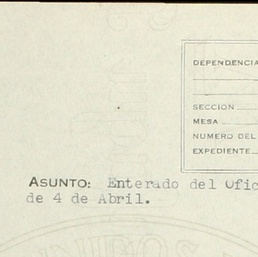 DEPENDENCIA
SECCION
MESA
NUMERO DEL
EXPEDIENTE
ASUNTO: Enterado del Ofic
de 4 de Abril.